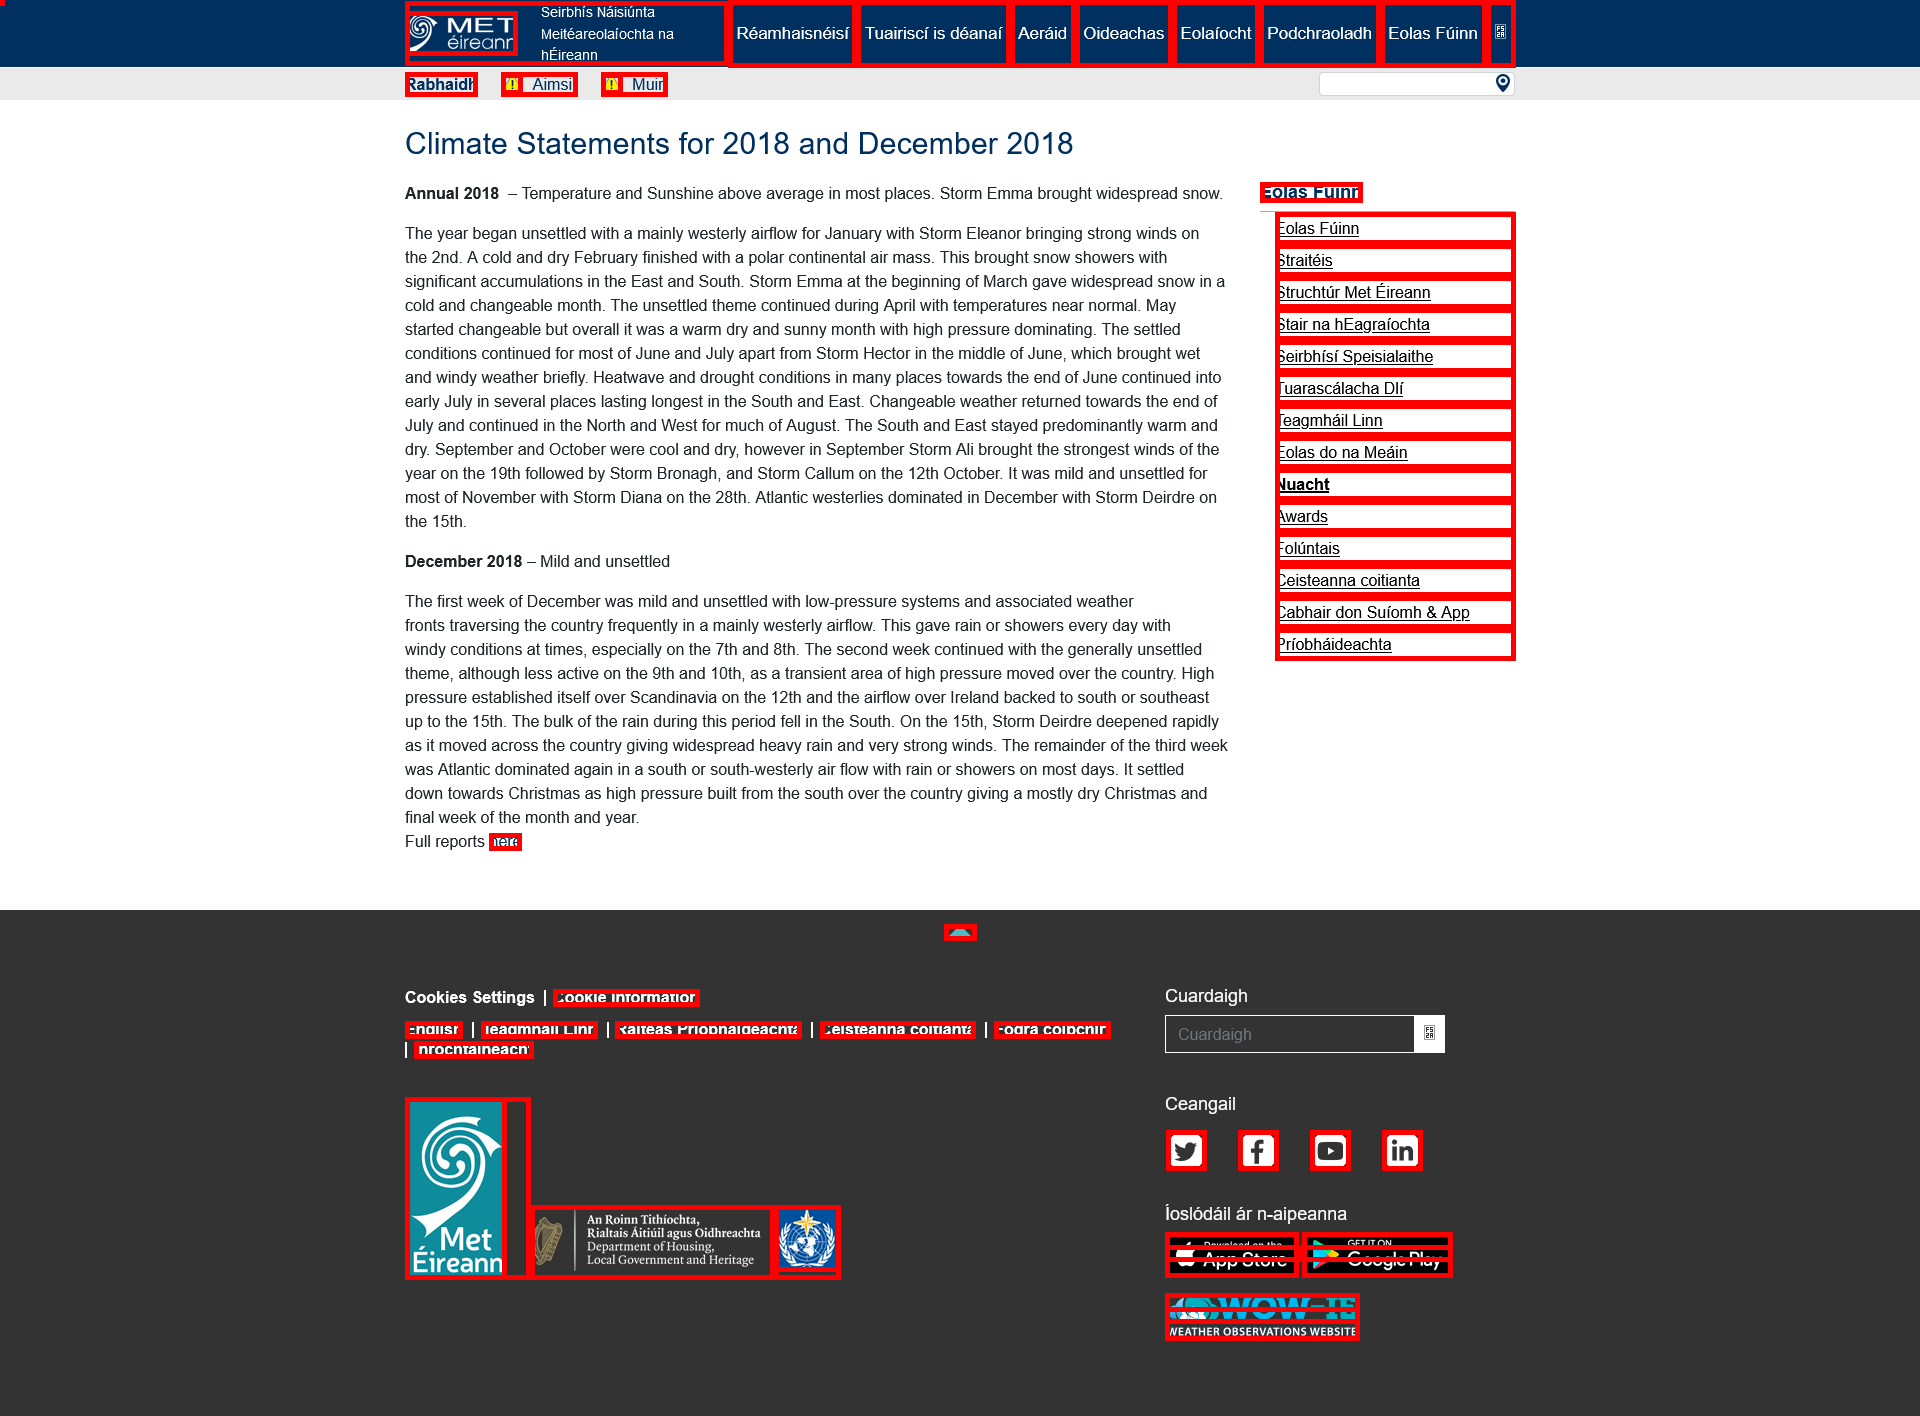 MET
éireann
Seirbhís Náisiúnta
Meitéareolaíochta na
hÉireann
Réamhaisnéisí
Tuairiscí is déanaí
Aeráid
Oideachas
Eolaíocht
Podchraoladh
Eolas Fúinn
Rabhaidh
Aimsir
Muir
Climate Statements for 2018 and December 2018
Annual 2018 – Temperature and Sunshine above average in most places. Storm Emma brought widespread snow.
The year began unsettled with a mainly westerly airflow for January with Storm Eleanor bringing strong winds on
the 2nd. A cold and dry February finished with a polar continental air mass. This brought snow showers with
significant accumulations in the East and South. Storm Emma at the beginning of March gave widespread snow in a
cold and changeable month. The unsettled theme continued during April with temperatures near normal. May
started changeable but overall it was a warm dry and sunny month with high pressure dominating. The settled
conditions continued for most of June and July apart from Storm Hector in the middle of June, which brought wet
and windy weather briefly. Heatwave and drought conditions in many places towards the end of June continued into
early July in several places lasting longest in the South and East. Changeable weather returned towards the end of
July and continued in the North and West for much of August. The South and East stayed predominantly warm and
dry. September and October were cool and dry, however in September Storm Ali brought the strongest winds of the
year on the 19th followed by Storm Bronagh, and Storm Callum on the 12th October. It was mild and unsettled for
most of November with Storm Diana on the 28th. Atlantic westerlies dominated in December with Storm Deirdre on
the 15th.
December 2018 – Mild and unsettled
The first week of December was mild and unsettled with low-pressure systems and associated weather
fronts traversing the country frequently in a mainly westerly airflow. This gave rain or showers every day with
windy conditions at times, especially on the 7th and 8th. The second week continued with the generally unsettled
theme, although less active on the 9th and 10th, as a transient area of high pressure moved over the country. High
pressure established itself over Scandinavia on the 12th and the airflow over Ireland backed to south or southeast
up to the 15th. The bulk of the rain during this period fell in the South. On the 15th, Storm Deirdre deepened rapidly
as it moved across the country giving widespread heavy rain and very strong winds. The remainder of the third week
was Atlantic dominated again in a south or south-westerly air flow with rain or showers on most days. It settled
down towards Christmas as high pressure built from the south over the country giving a mostly dry Christmas and
final week of the month and year.
Full reports here
Eolas Fúinn
Eolas Fúinn
Straitéis
Struchtúr Met Éireann
Stair na hEagraíochta
Seirbhísí Speisialaithe
Tuarascálacha Dlí
Teagmháil Linn
Eolas do na Meáin
Nuacht
Awards
Folúntais
Ceisteanna coitianta
Cabhair don Suíomh & App
Príobháideachta
Cookies Settings | Cookie Information
English | Teagmháil Linn | Ráiteas Príobháideachta | Ceisteanna coitianta | Fógra cóipchirt
| Inrochtaineacht
Met
Éireann
An Roinn Tithíochta,
Rialtais Áitiúil agus Oidhreachta
Department of Housing,
Local Government and Heritage
Cuardaigh
Cuardaigh
Ceangail
Íoslódáil ár n-aipeanna
Download on the
App Store
GET IT ON
Google Play
WOW-IE
WEATHER OBSERVATIONS WEBSITE